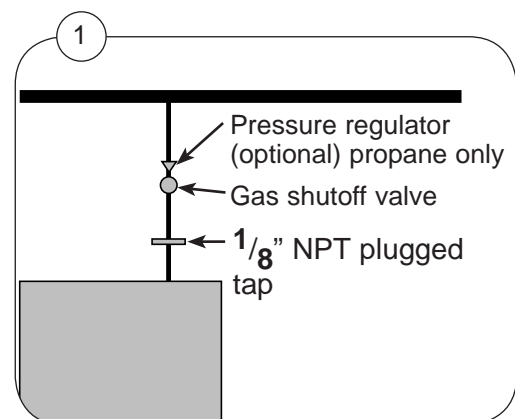 1
Pressure regulator
(optional) propane only
Gas shutoff valve
1/8” NPT plugged
tap